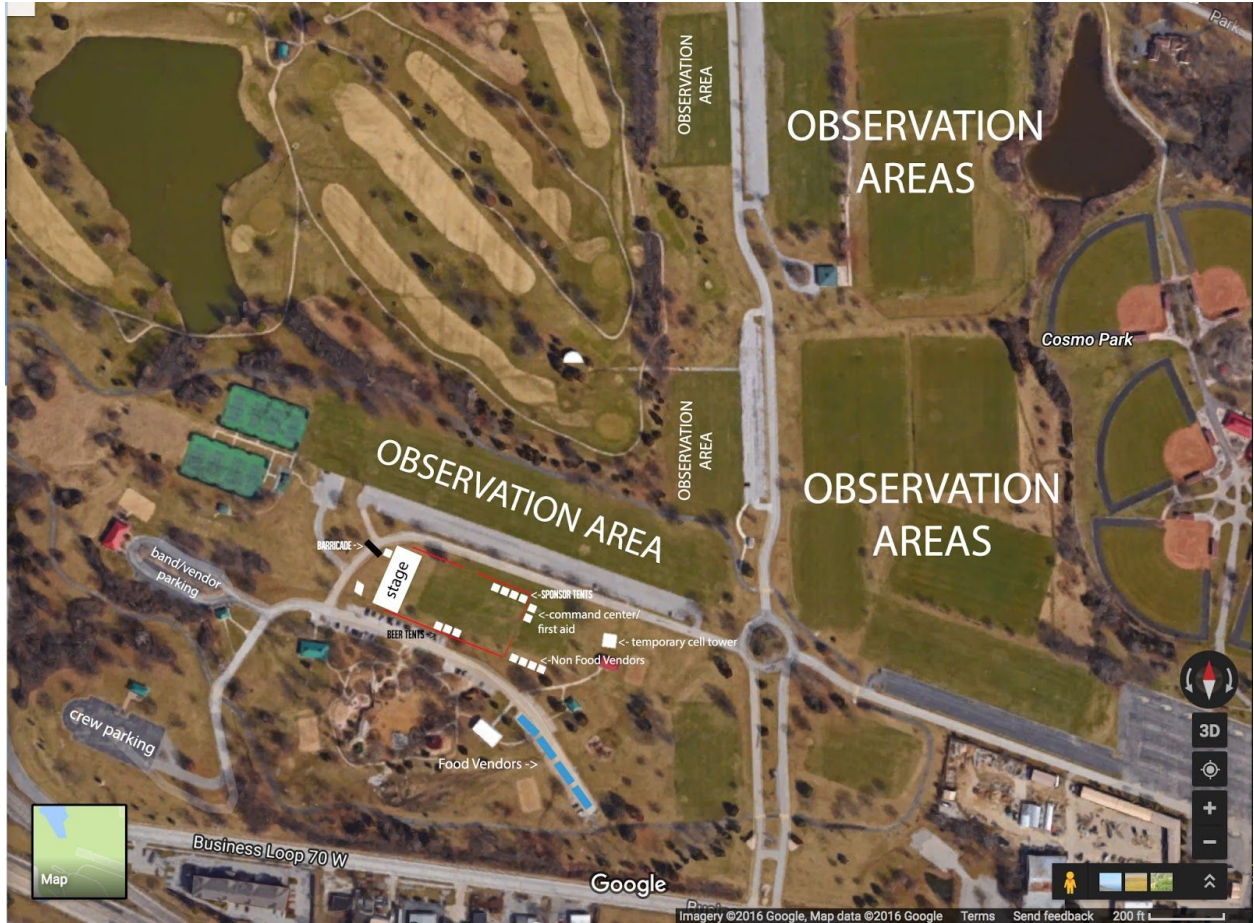 Park
OBSERVATION
AREA
OBSERVATION
AREAS
Cosmo Park
OBSERVATION
AREA
OBSERVATION AREA
OBSERVATION
AREAS
BARRICADE ->
band/vendor
parking
stage
<-SPONSOR TENTS
<-command center/
first aid
BEER TENTS ->
<- temporary cell tower
<-Non Food Vendors
crew parking
Food Vendors ->
3D
+
−
Map
Business Loop 70 W
Google
Imagery ©2016 Google, Map data ©2016 Google Terms Send feedback 200 ft